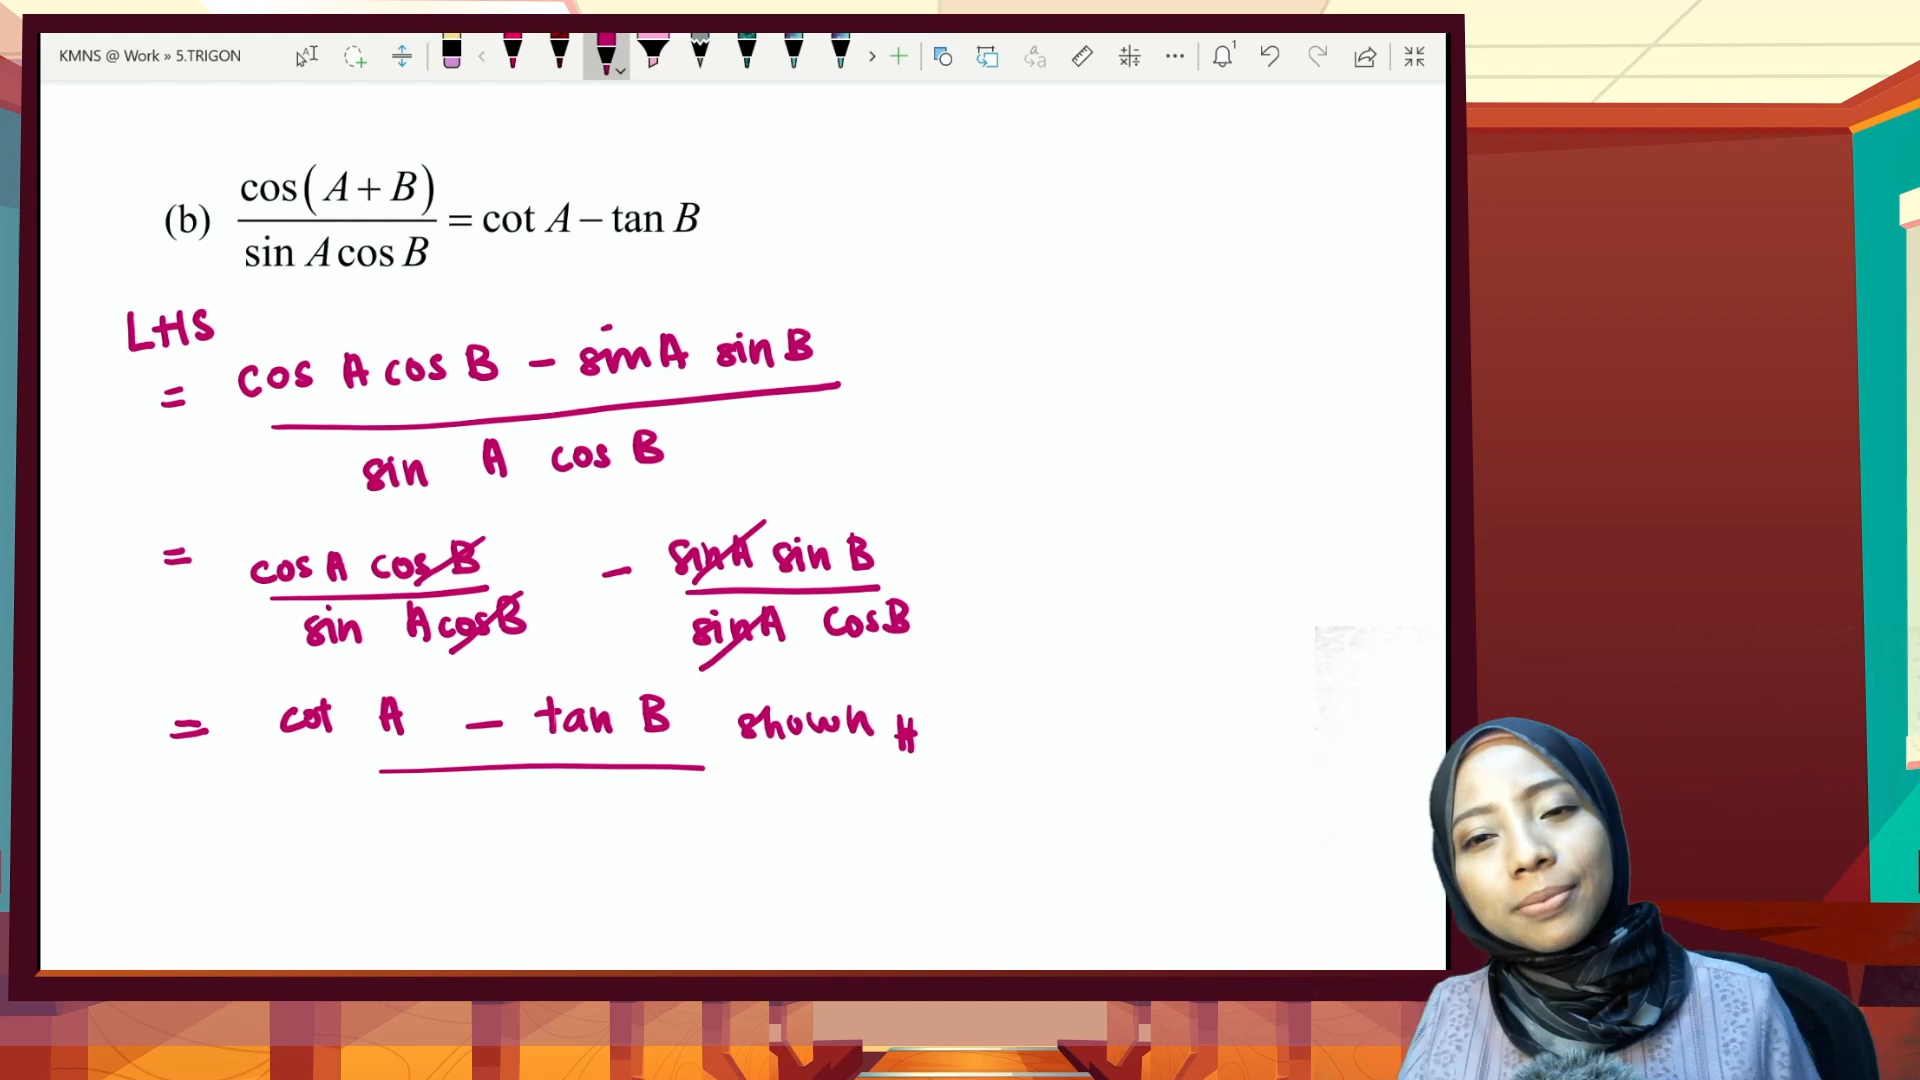 KMNS @ Work » 5.TRIGON
(b) cos(A+B) / sin A cos B = cot A − tan B
LHS
= cos A cos B − sin A sin B
sin A cos B
= cos A cos B − sin A sin B
sin A cos B sin A cos B
= cot A − tan B shown #